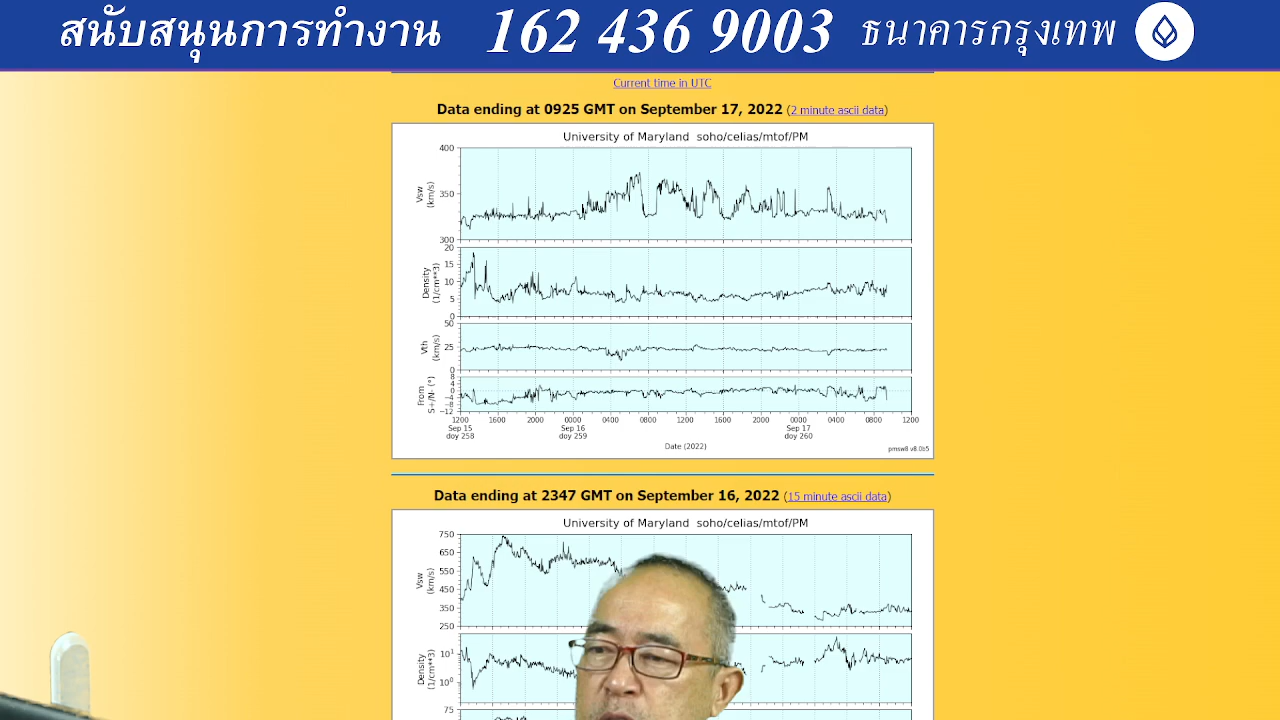 สนับสนุนการทำงาน 162 436 9003 ธนาคารกรุงเทพ
Current time in UTC
Data ending at 0925 GMT on September 17, 2022 (2 minute ascii data)
University of Maryland soho/celias/mtof/PM
400
350
300
Vsw
(km/s)
20
15
10
5
0
Density
(1/cm**3)
50
25
0
Vth
(km/s)
8
4
0
-4
-8
-12
From
S+/N- (°)
1200 1600 2000 0000 0400 0800 1200 1600 2000 0000 0400 0800 1200
Sep 15 Sep 16 Sep 17
doy 258 doy 259 doy 260
Date (2022)
pmsw8 v8.0b5
Data ending at 2347 GMT on September 16, 2022 (15 minute ascii data)
University of Maryland soho/celias/mtof/PM
750
650
550
450
350
250
Vsw
(km/s)
10¹
10⁰
Density
(1/cm**3)
75